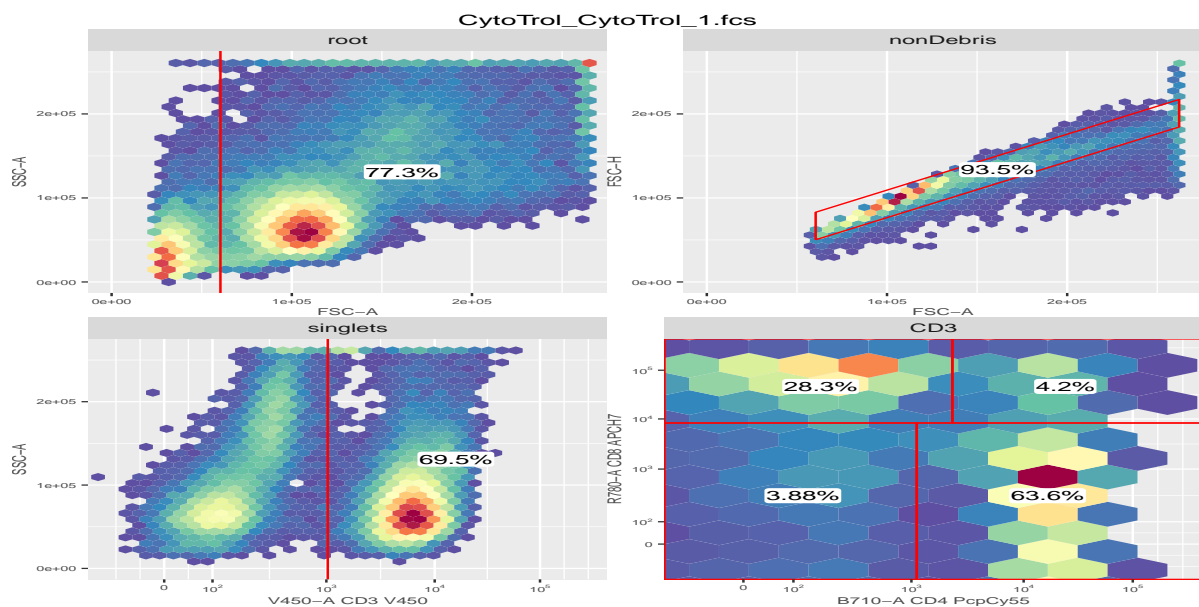 CytoTrol_CytoTrol_1.fcs
root
SSC-A
2e+05
1e+05
0e+00
77.3%
0e+00 1e+05 2e+05
FSC-A
nonDebris
FSC-H
2e+05
1e+05
0e+00
93.5%
0e+00 1e+05 2e+05
FSC-A
singlets
SSC-A
2e+05
1e+05
0e+00
69.5%
0 10² 10³ 10⁴ 10⁵
V450-A CD3 V450
CD3
R780-A CD8 APCH7
10⁵
10⁴
10³
10²
0
28.3% 4.2%
3.88% 63.6%
0 10² 10³ 10⁴ 10⁵
B710-A CD4 PcpCy55